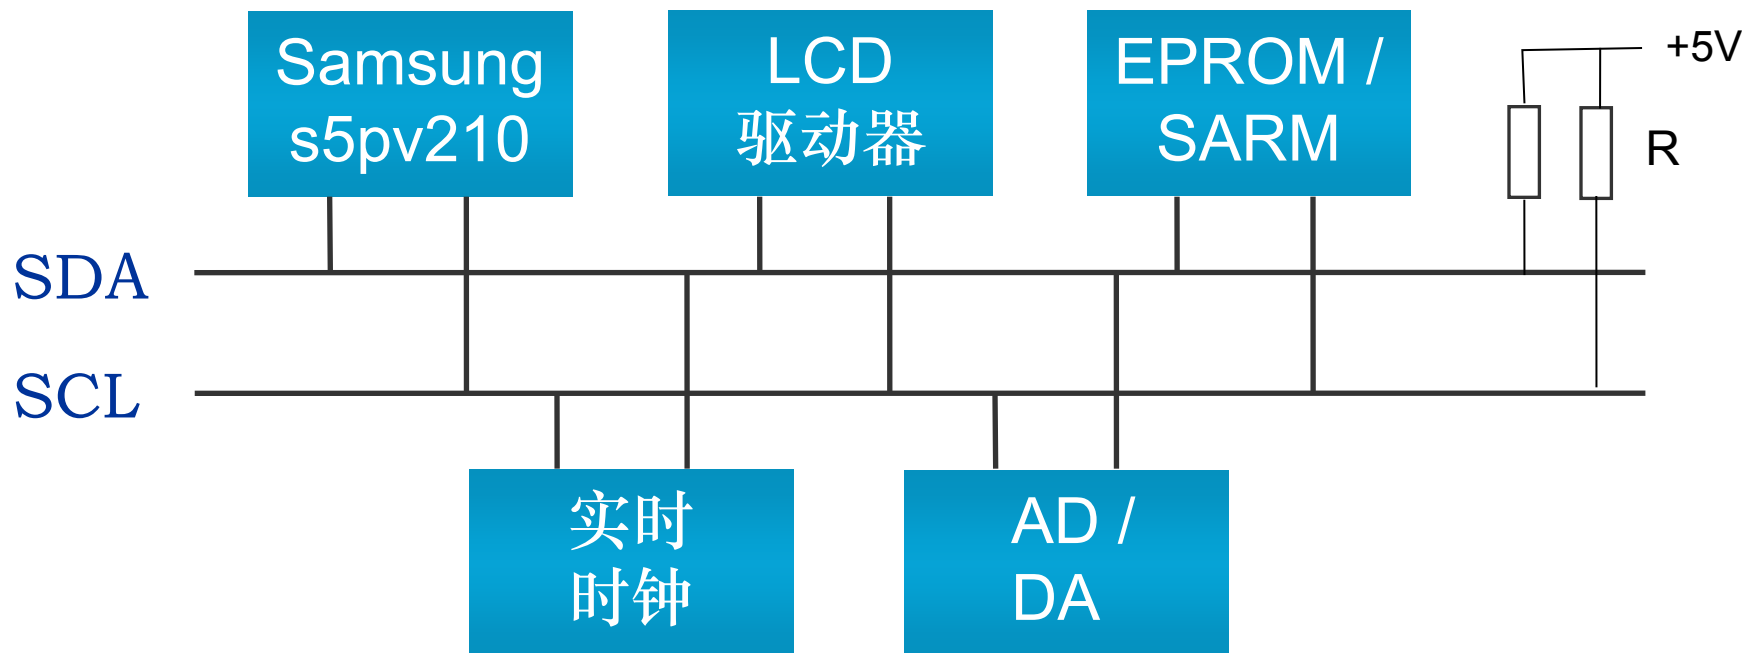 Samsung
s5pv210
LCD
驱动器
EPROM /
SARM
+5V
R
SDA
SCL
实时
时钟
AD /
DA